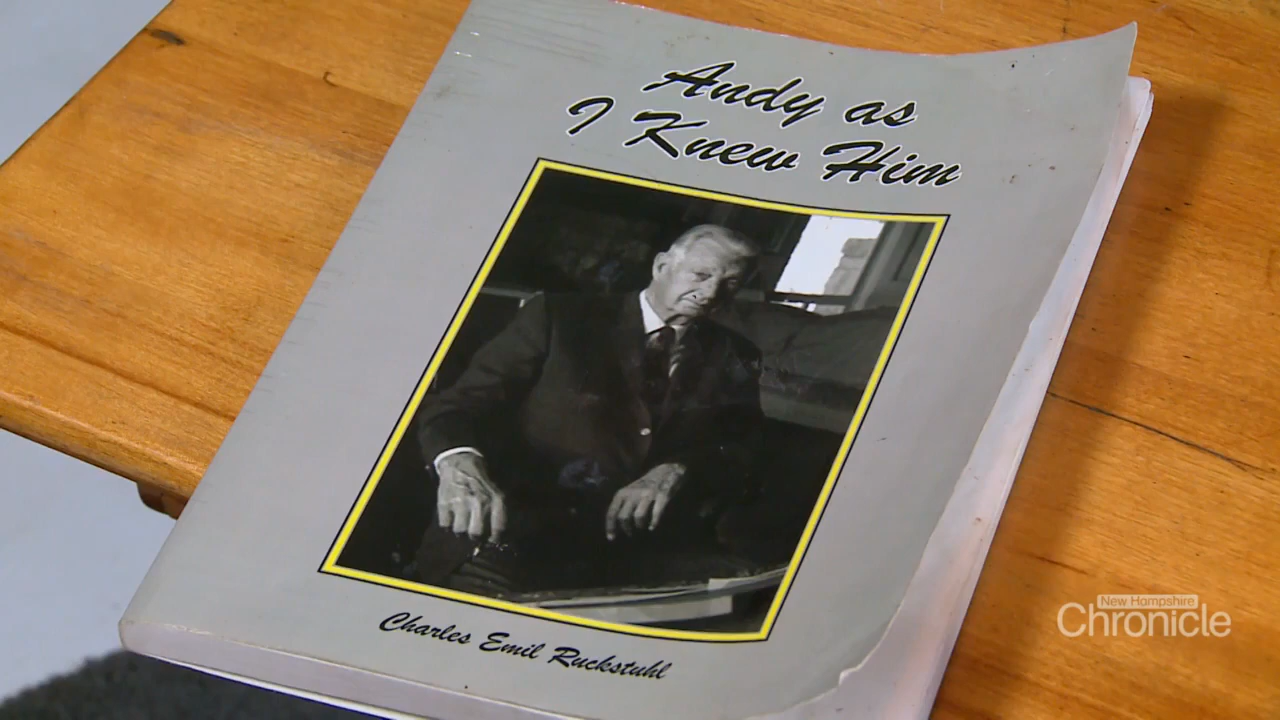 Andy as
I Knew Him
Charles Emil Ruckstuhl
New Hampshire
Chronicle